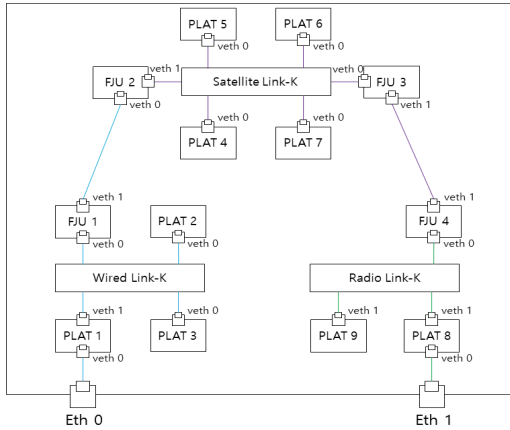 PLAT 5
PLAT 6
veth 0
veth 0
veth 1
FJU 2
Satellite Link-K
veth 0
FJU 3
veth 0
veth 1
veth 0
veth 0
PLAT 4
PLAT 7
veth 1
FJU 1
PLAT 2
veth 1
FJU 4
veth 0
veth 0
veth 0
Wired Link-K
Radio Link-K
veth 1
PLAT 1
veth 0
PLAT 3
veth 1
PLAT 9
veth 1
PLAT 8
veth 0
veth 0
Eth 0
Eth 1